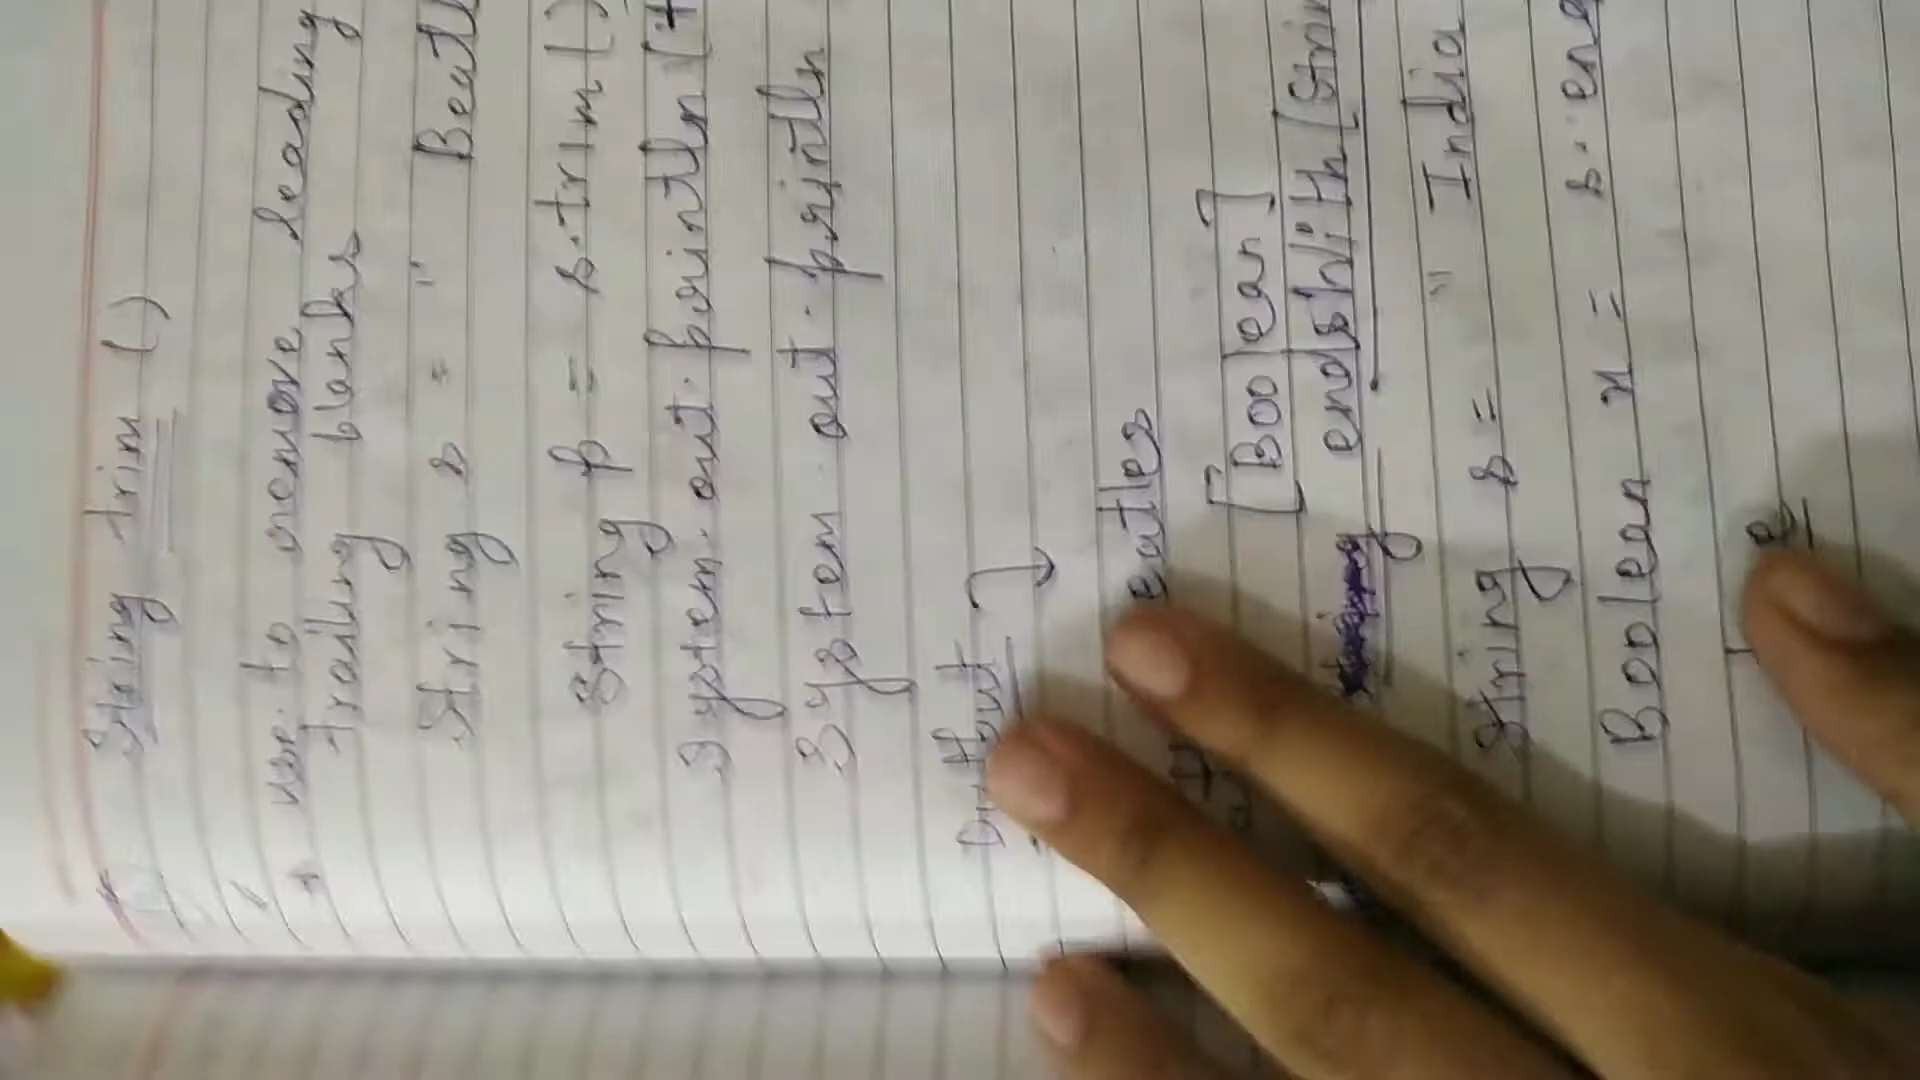 String trim ()
use to remove leading
trailing blanks
String s = " Beatl
String p = s.trim ()
System.out.println (
System.out.println
Output
eatles
[Boolean]
endsWith (Strin
String s = " India
Boolean x = s.en